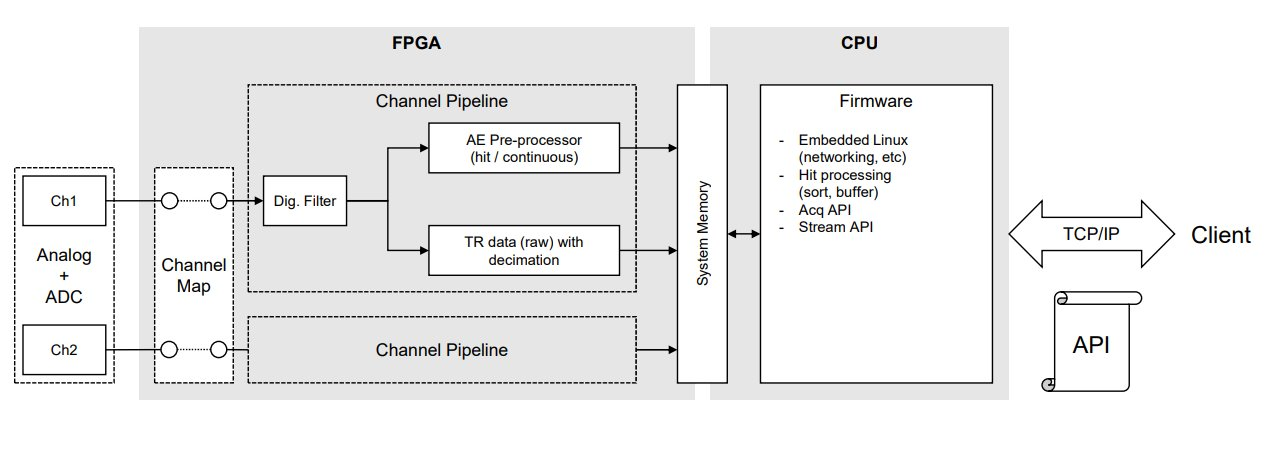 FPGA
CPU
Channel Pipeline
AE Pre-processor
(hit / continuous)
Dig. Filter
TR data (raw) with
decimation
Channel Pipeline
Ch1
Analog
+
ADC
Ch2
Channel
Map
System Memory
Firmware
- Embedded Linux
(networking, etc)
- Hit processing
(sort, buffer)
- Acq API
- Stream API
TCP/IP
Client
API